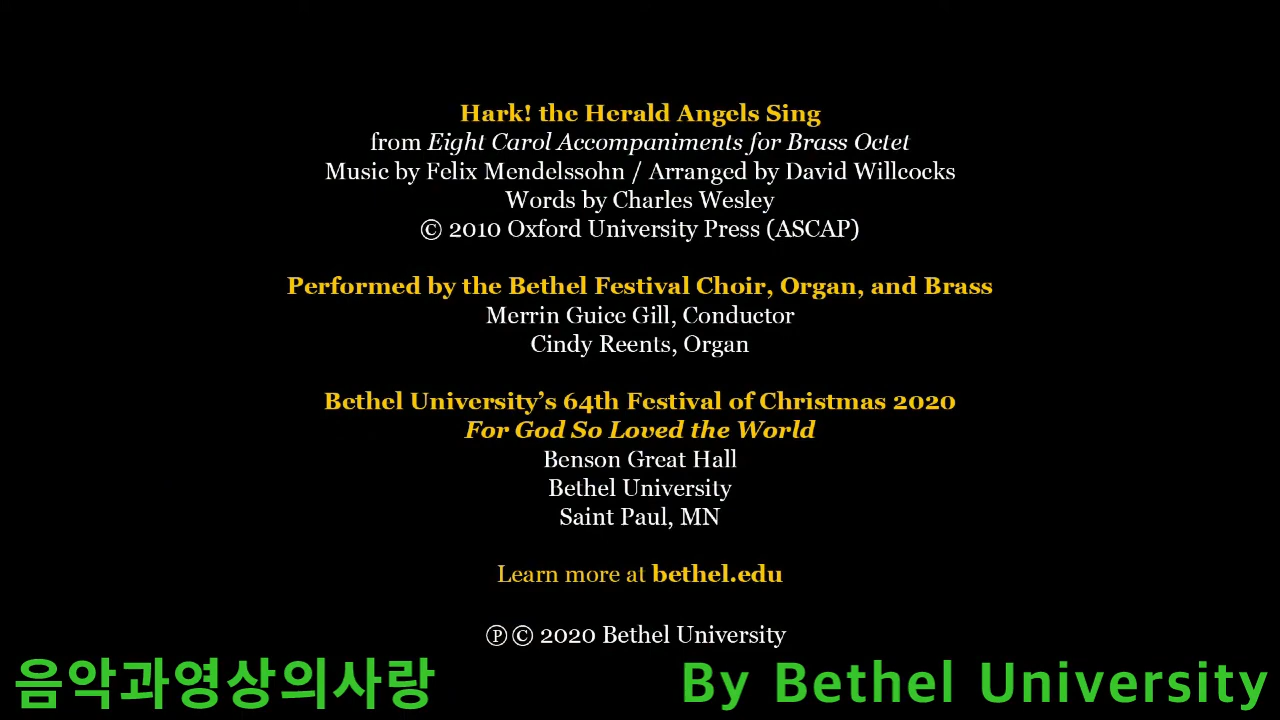 Hark! the Herald Angels Sing
from Eight Carol Accompaniments for Brass Octet
Music by Felix Mendelssohn / Arranged by David Willcocks
Words by Charles Wesley
© 2010 Oxford University Press (ASCAP)
Performed by the Bethel Festival Choir, Organ, and Brass
Merrin Guice Gill, Conductor
Cindy Reents, Organ
Bethel University’s 64th Festival of Christmas 2020
For God So Loved the World
Benson Great Hall
Bethel University
Saint Paul, MN
Learn more at bethel.edu
℗© 2020 Bethel University
음악과영상의사랑
By Bethel University